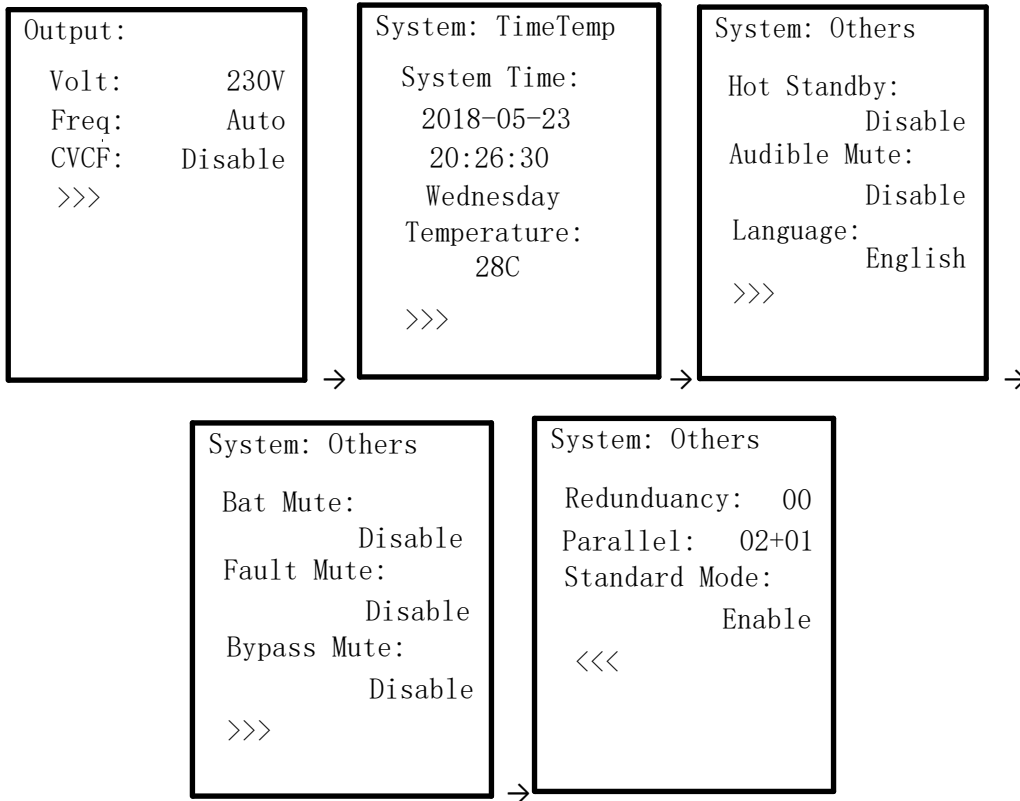 Output:
Volt: 230V
Freq: Auto
CVCF: Disable
>>>
→
System: TimeTemp
System Time:
2018-05-23
20:26:30
Wednesday
Temperature:
28C
>>>
→
System: Others
Hot Standby:
Disable
Audible Mute:
Disable
Language:
English
>>>
→
System: Others
Bat Mute:
Disable
Fault Mute:
Disable
Bypass Mute:
Disable
>>>
→
System: Others
Redunduancy: 00
Parallel: 02+01
Standard Mode:
Enable
<<<